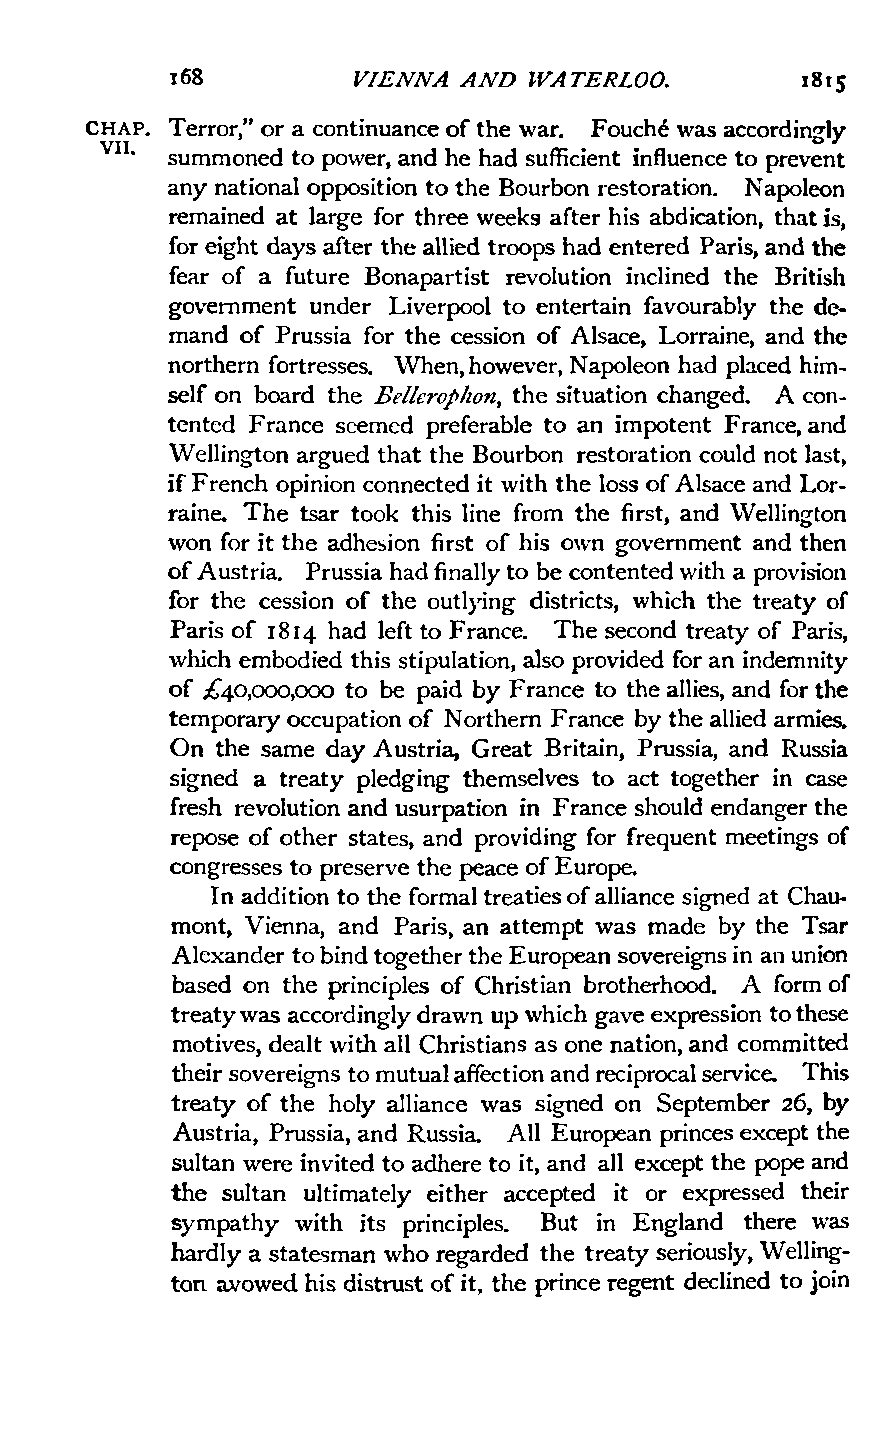 168 VIENNA AND WATERLOO. 1815
CHAP. Terror," or a continuance of the war. Fouché was accordingly
VII. summoned to power, and he had sufficient influence to prevent
any national opposition to the Bourbon restoration. Napoleon
remained at large for three weeks after his abdication, that is,
for eight days after the allied troops had entered Paris, and the
fear of a future Bonapartist revolution inclined the British
government under Liverpool to entertain favourably the de-
mand of Prussia for the cession of Alsace, Lorraine, and the
northern fortresses. When, however, Napoleon had placed him-
self on board the Bellerophon, the situation changed. A con-
tented France seemed preferable to an impotent France, and
Wellington argued that the Bourbon restoration could not last,
if French opinion connected it with the loss of Alsace and Lor-
raine. The tsar took this line from the first, and Wellington
won for it the adhesion first of his own government and then
of Austria. Prussia had finally to be contented with a provision
for the cession of the outlying districts, which the treaty of
Paris of 1814 had left to France. The second treaty of Paris,
which embodied this stipulation, also provided for an indemnity
of £40,000,000 to be paid by France to the allies, and for the
temporary occupation of Northern France by the allied armies.
On the same day Austria, Great Britain, Prussia, and Russia
signed a treaty pledging themselves to act together in case
fresh revolution and usurpation in France should endanger the
repose of other states, and providing for frequent meetings of
congresses to preserve the peace of Europe.
In addition to the formal treaties of alliance signed at Chau-
mont, Vienna, and Paris, an attempt was made by the Tsar
Alexander to bind together the European sovereigns in an union
based on the principles of Christian brotherhood. A form of
treaty was accordingly drawn up which gave expression to these
motives, dealt with all Christians as one nation, and committed
their sovereigns to mutual affection and reciprocal service. This
treaty of the holy alliance was signed on September 26, by
Austria, Prussia, and Russia. All European princes except the
sultan were invited to adhere to it, and all except the pope and
the sultan ultimately either accepted it or expressed their
sympathy with its principles. But in England there was
hardly a statesman who regarded the treaty seriously, Welling-
ton avowed his distrust of it, the prince regent declined to join